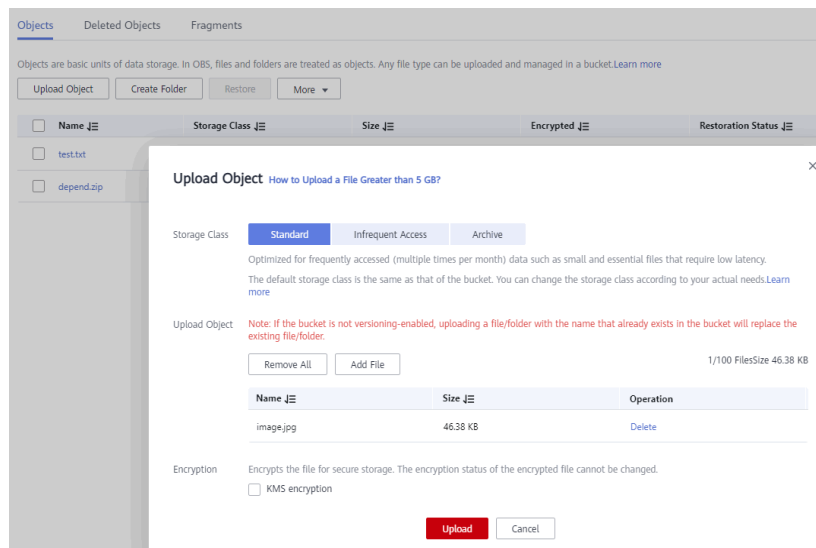 Objects Deleted Objects Fragments
Objects are basic units of data storage. In OBS, files and folders are treated as objects. Any file type can be uploaded and managed in a bucket.Learn more
Upload Object Create Folder Restore More
Name Storage Class Size Encrypted Restoration Status
test.txt
depend.zip
Upload Object How to Upload a File Greater than 5 GB?
Storage Class Standard Infrequent Access Archive
Optimized for frequently accessed (multiple times per month) data such as small and essential files that require low latency.
The default storage class is the same as that of the bucket. You can change the storage class according to your actual needs.Learn
more
Upload Object Note: If the bucket is not versioning-enabled, uploading a file/folder with the name that already exists in the bucket will replace the
existing file/folder.
Remove All Add File 1/100 FilesSize 46.38 KB
Name Size Operation
image.jpg 46.38 KB Delete
Encryption Encrypts the file for secure storage. The encryption status of the encrypted file cannot be changed.
KMS encryption
Upload Cancel